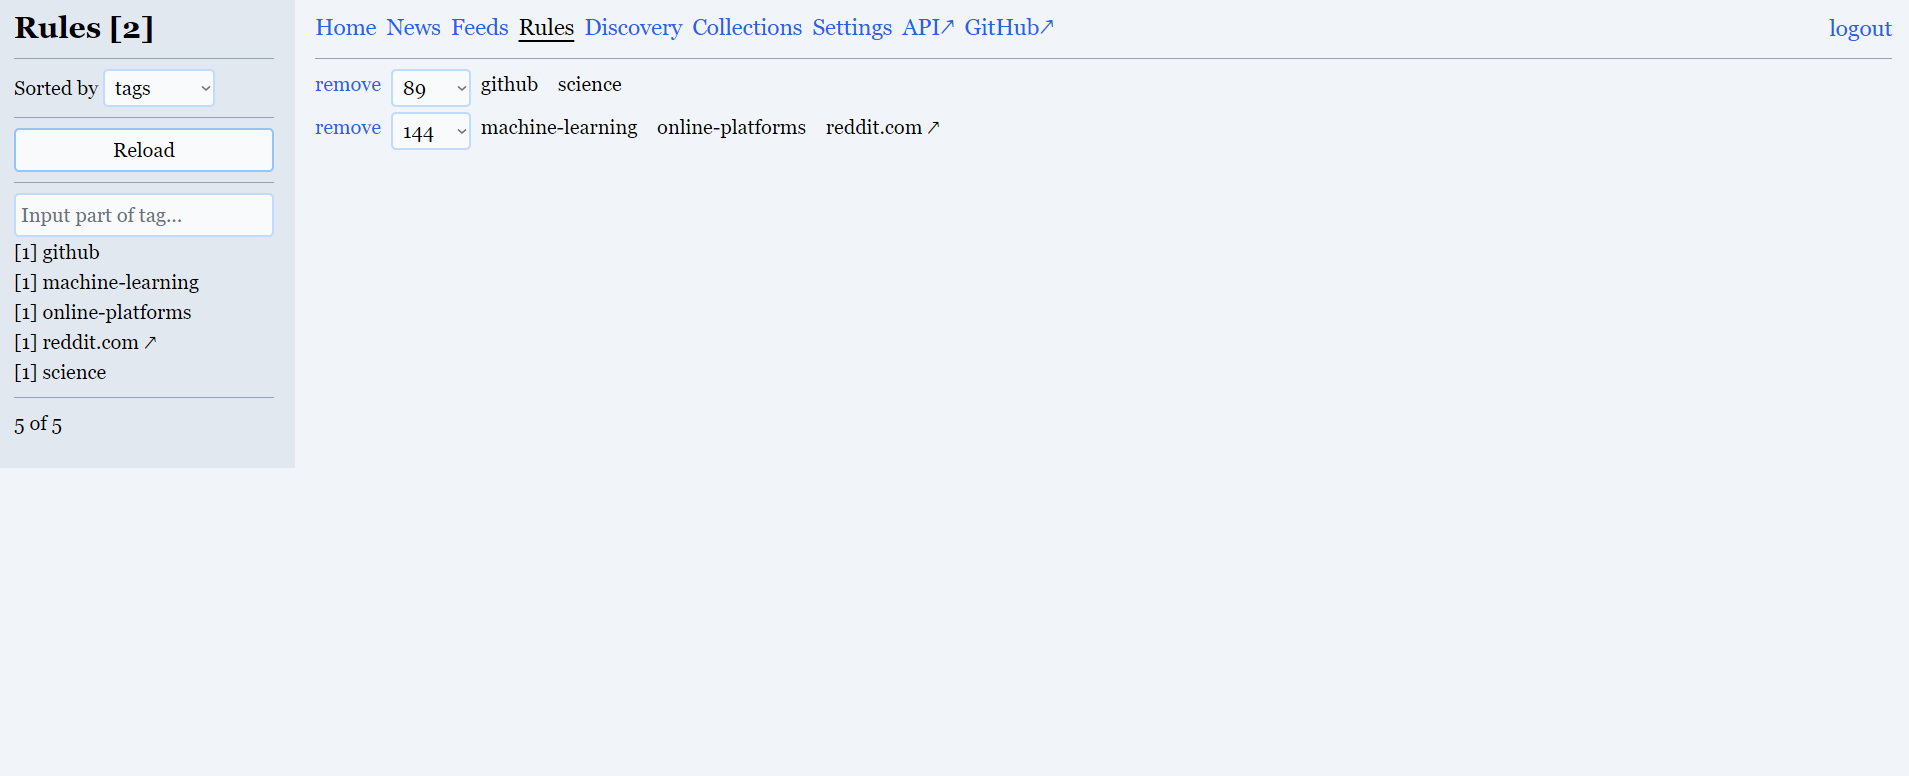 Rules [2]
Sorted by tags
Reload
Input part of tag...
[1] github
[1] machine-learning
[1] online-platforms
[1] reddit.com ↗
[1] science
5 of 5
Home News Feeds Rules Discovery Collections Settings API↗ GitHub↗ logout
remove 89 github science
remove 144 machine-learning online-platforms reddit.com ↗